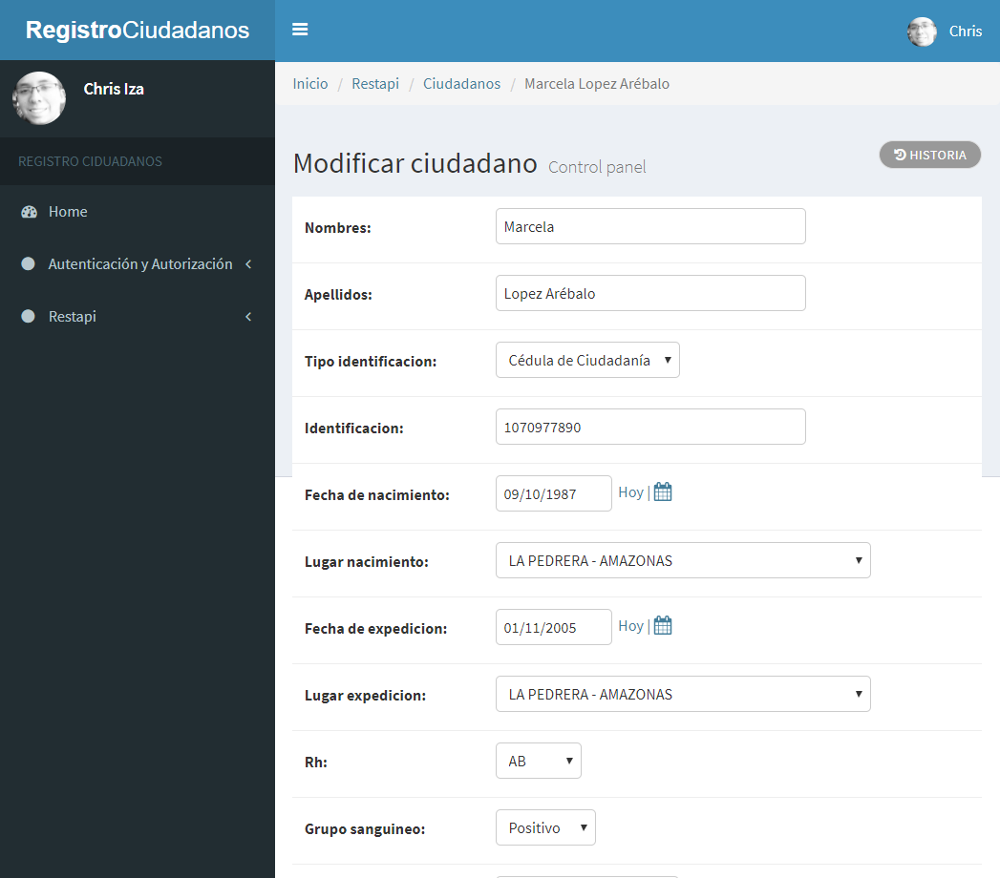 RegistroCiudadanos
Chris
Chris Iza
REGISTRO CIDUADANOS
Home
Autenticación y Autorización
Restapi
Inicio / Restapi / Ciudadanos / Marcela Lopez Arébalo
Modificar ciudadano Control panel
HISTORIA
Nombres: Marcela
Apellidos: Lopez Arébalo
Tipo identificacion: Cédula de Ciudadanía
Identificacion: 1070977890
Fecha de nacimiento: 09/10/1987 Hoy |
Lugar nacimiento: LA PEDRERA - AMAZONAS
Fecha de expedicion: 01/11/2005 Hoy |
Lugar expedicion: LA PEDRERA - AMAZONAS
Rh: AB
Grupo sanguineo: Positivo